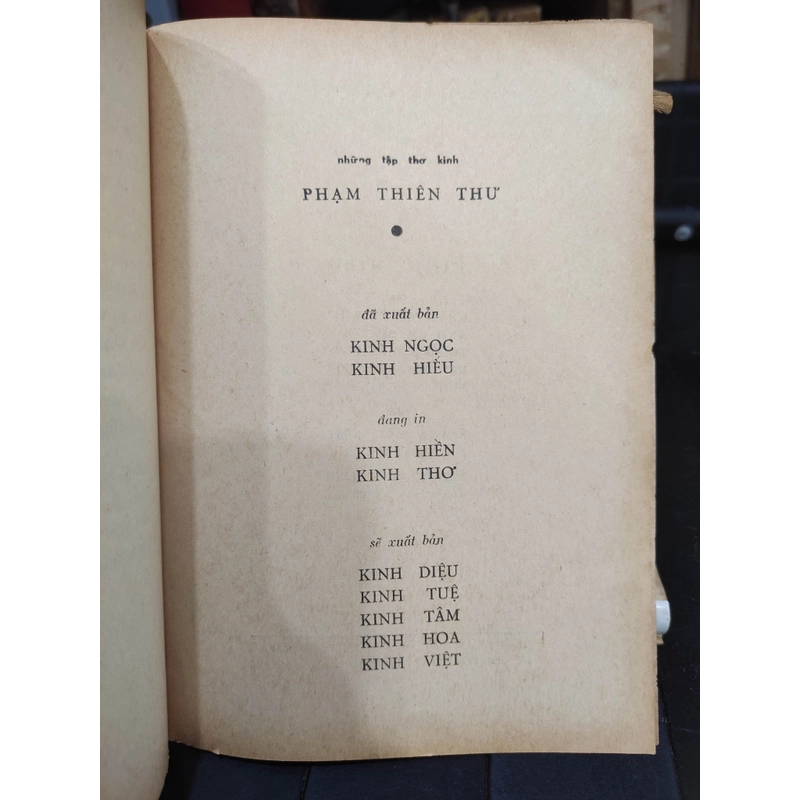 những tập thơ kinh
PHẠM THIÊN THƯ
đã xuất bản
KINH NGỌC
KINH HIẾU
đang in
KINH HIỀN
KINH THƠ
sẽ xuất bản
KINH DIỆU
KINH TUỆ
KINH TÂM
KINH HOA
KINH VIỆT